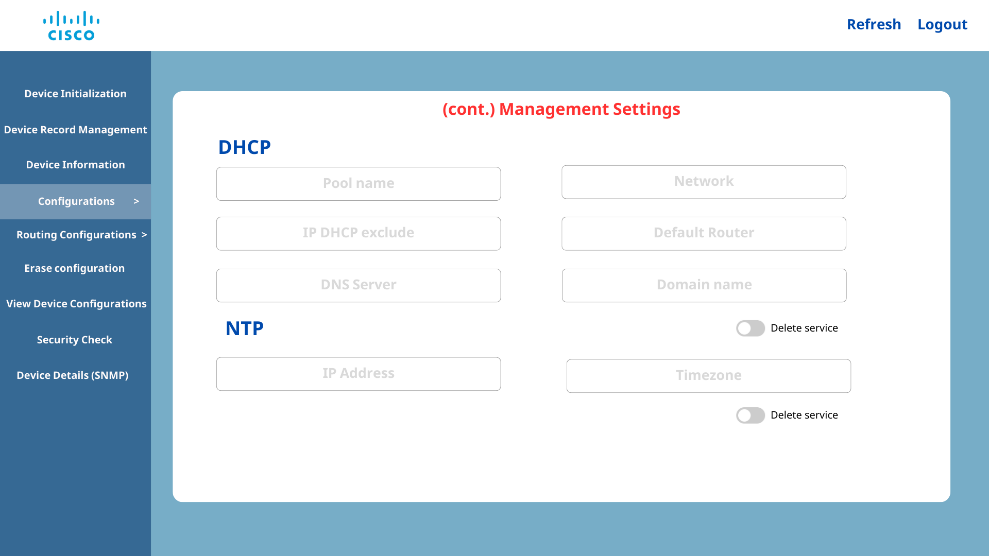 CISCO
Refresh Logout
Device Initialization
Device Record Management
Device Information
Configurations >
Routing Configurations >
Erase configuration
View Device Configurations
Security Check
Device Details (SNMP)
(cont.) Management Settings
DHCP
Pool name
Network
IP DHCP exclude
Default Router
DNS Server
Domain name
NTP
Delete service
IP Address
Timezone
Delete service